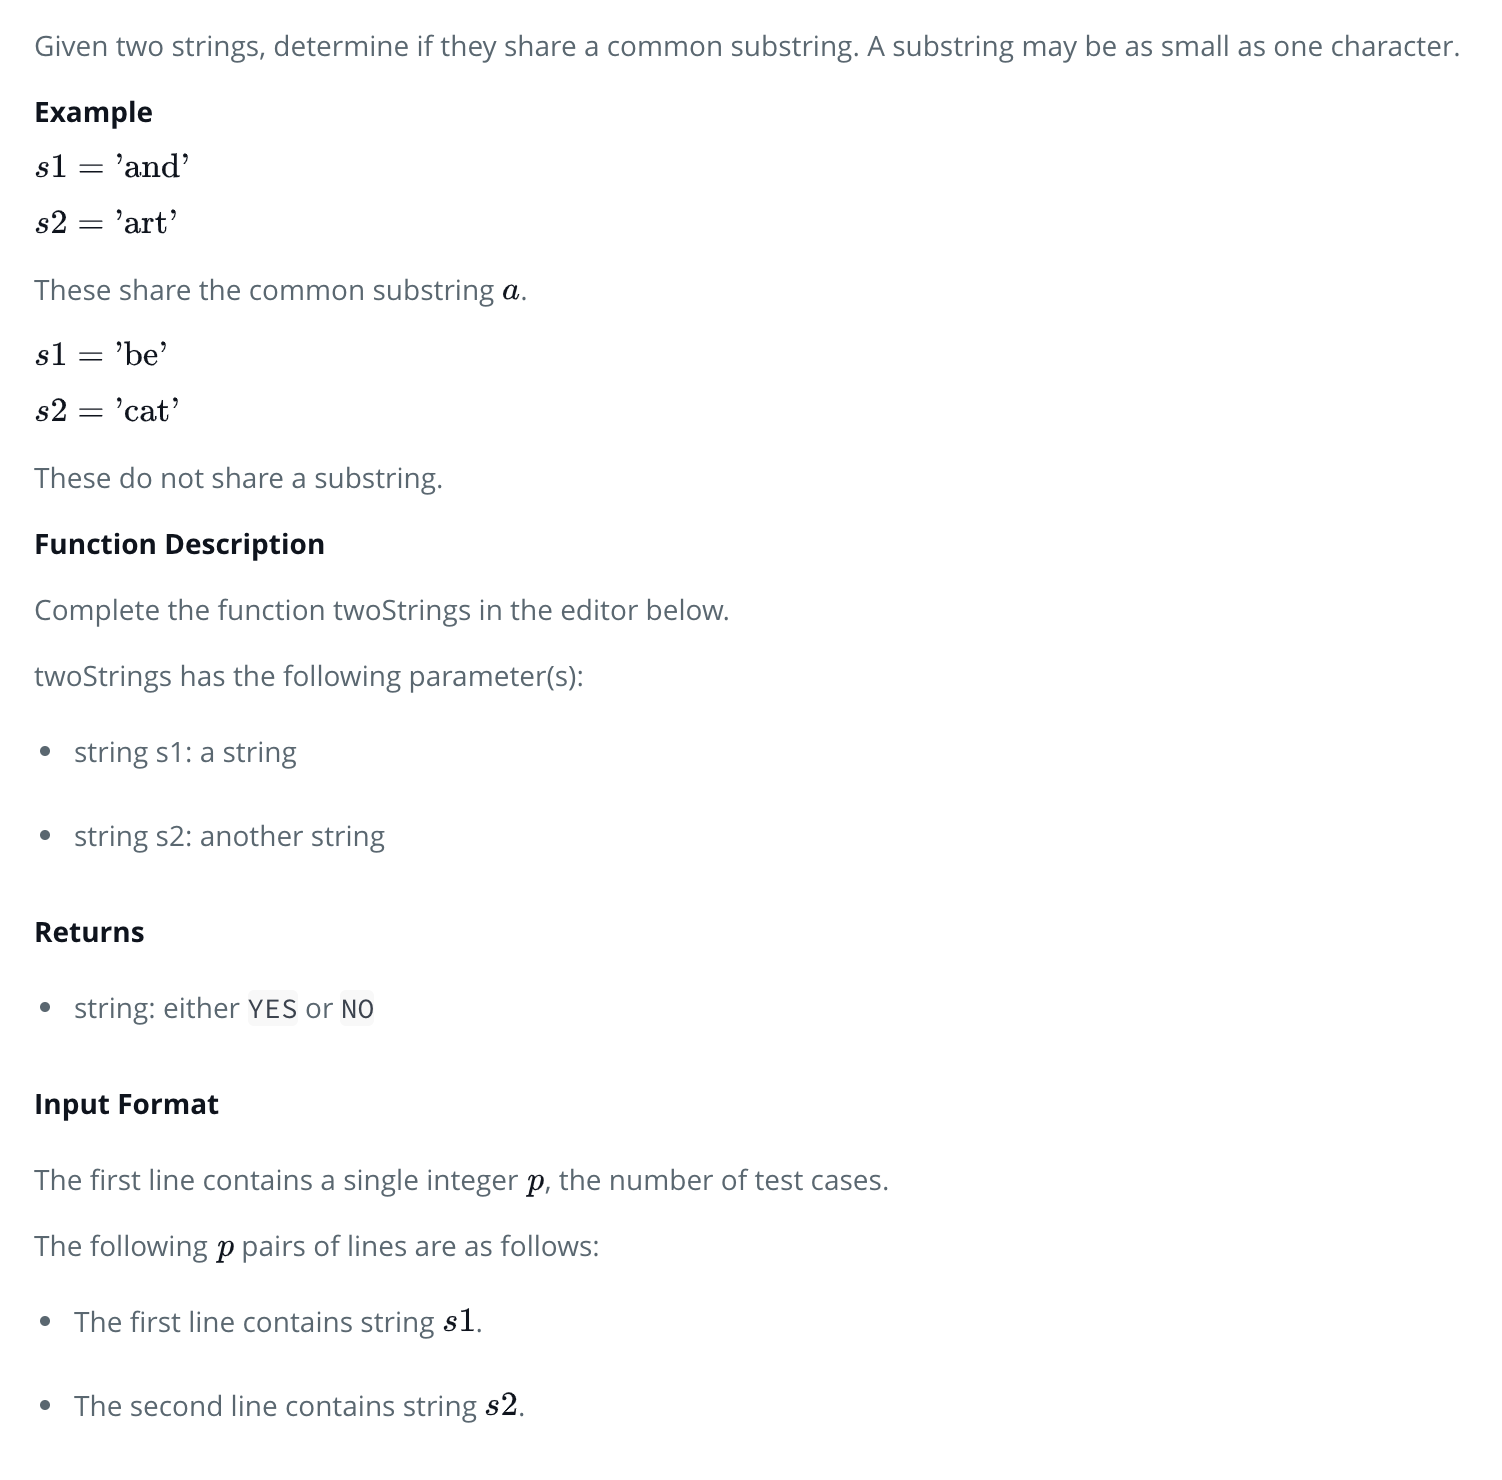 Given two strings, determine if they share a common substring. A substring may be as small as one character.
Example
s1 = ’and’
s2 = ’art’
These share the common substring a.
s1 = ’be’
s2 = ’cat’
These do not share a substring.
Function Description
Complete the function twoStrings in the editor below.
twoStrings has the following parameter(s):
• string s1: a string
• string s2: another string
Returns
• string: either YES or NO
Input Format
The first line contains a single integer p, the number of test cases.
The following p pairs of lines are as follows:
• The first line contains string s1.
• The second line contains string s2.